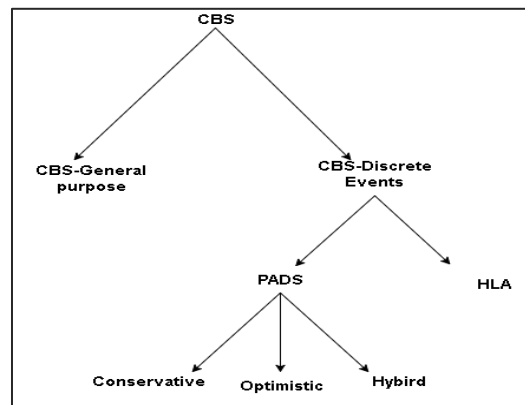 CBS
CBS-General
purpose
CBS-Discrete
Events
PADS
HLA
Conservative
Optimistic
Hybird